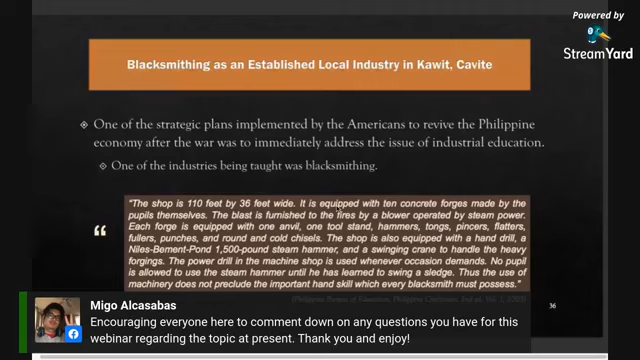 Powered by
StreamYard
Blacksmithing as an Established Local Industry in Kawit, Cavite
One of the strategic plans implemented by the Americans to revive the Philippine
economy after the war was to immediately address the issue of industrial education.
One of the industries being taught was blacksmithing.
“
"The shop is 110 feet by 36 feet wide. It is equipped with ten concrete forges made by the
pupils themselves. The blast is furnished to the fires by a blower operated by steam power.
Each forge is equipped with one anvil, one tool stand, hammers, tongs, pincers, flatters,
fullers, punches, and round and cold chisels. The shop is also equipped with a hand drill, a
Niles-Bement-Pond 1,500-pound steam hammer, and a swinging crane to handle the heavy
forgings. The power drill in the machine shop is used whenever occasion demands. No pupil
is allowed to use the steam hammer until he has learned to swing a sledge. Thus the use of
machinery does not preclude the important hand skill which every blacksmith must possess."
(Philippine Bureau of Education, Philippine Craftsman
36
Migo Alcasabas
Encouraging everyone here to comment down on any questions you have for this
webinar regarding the topic at present. Thank you and enjoy!